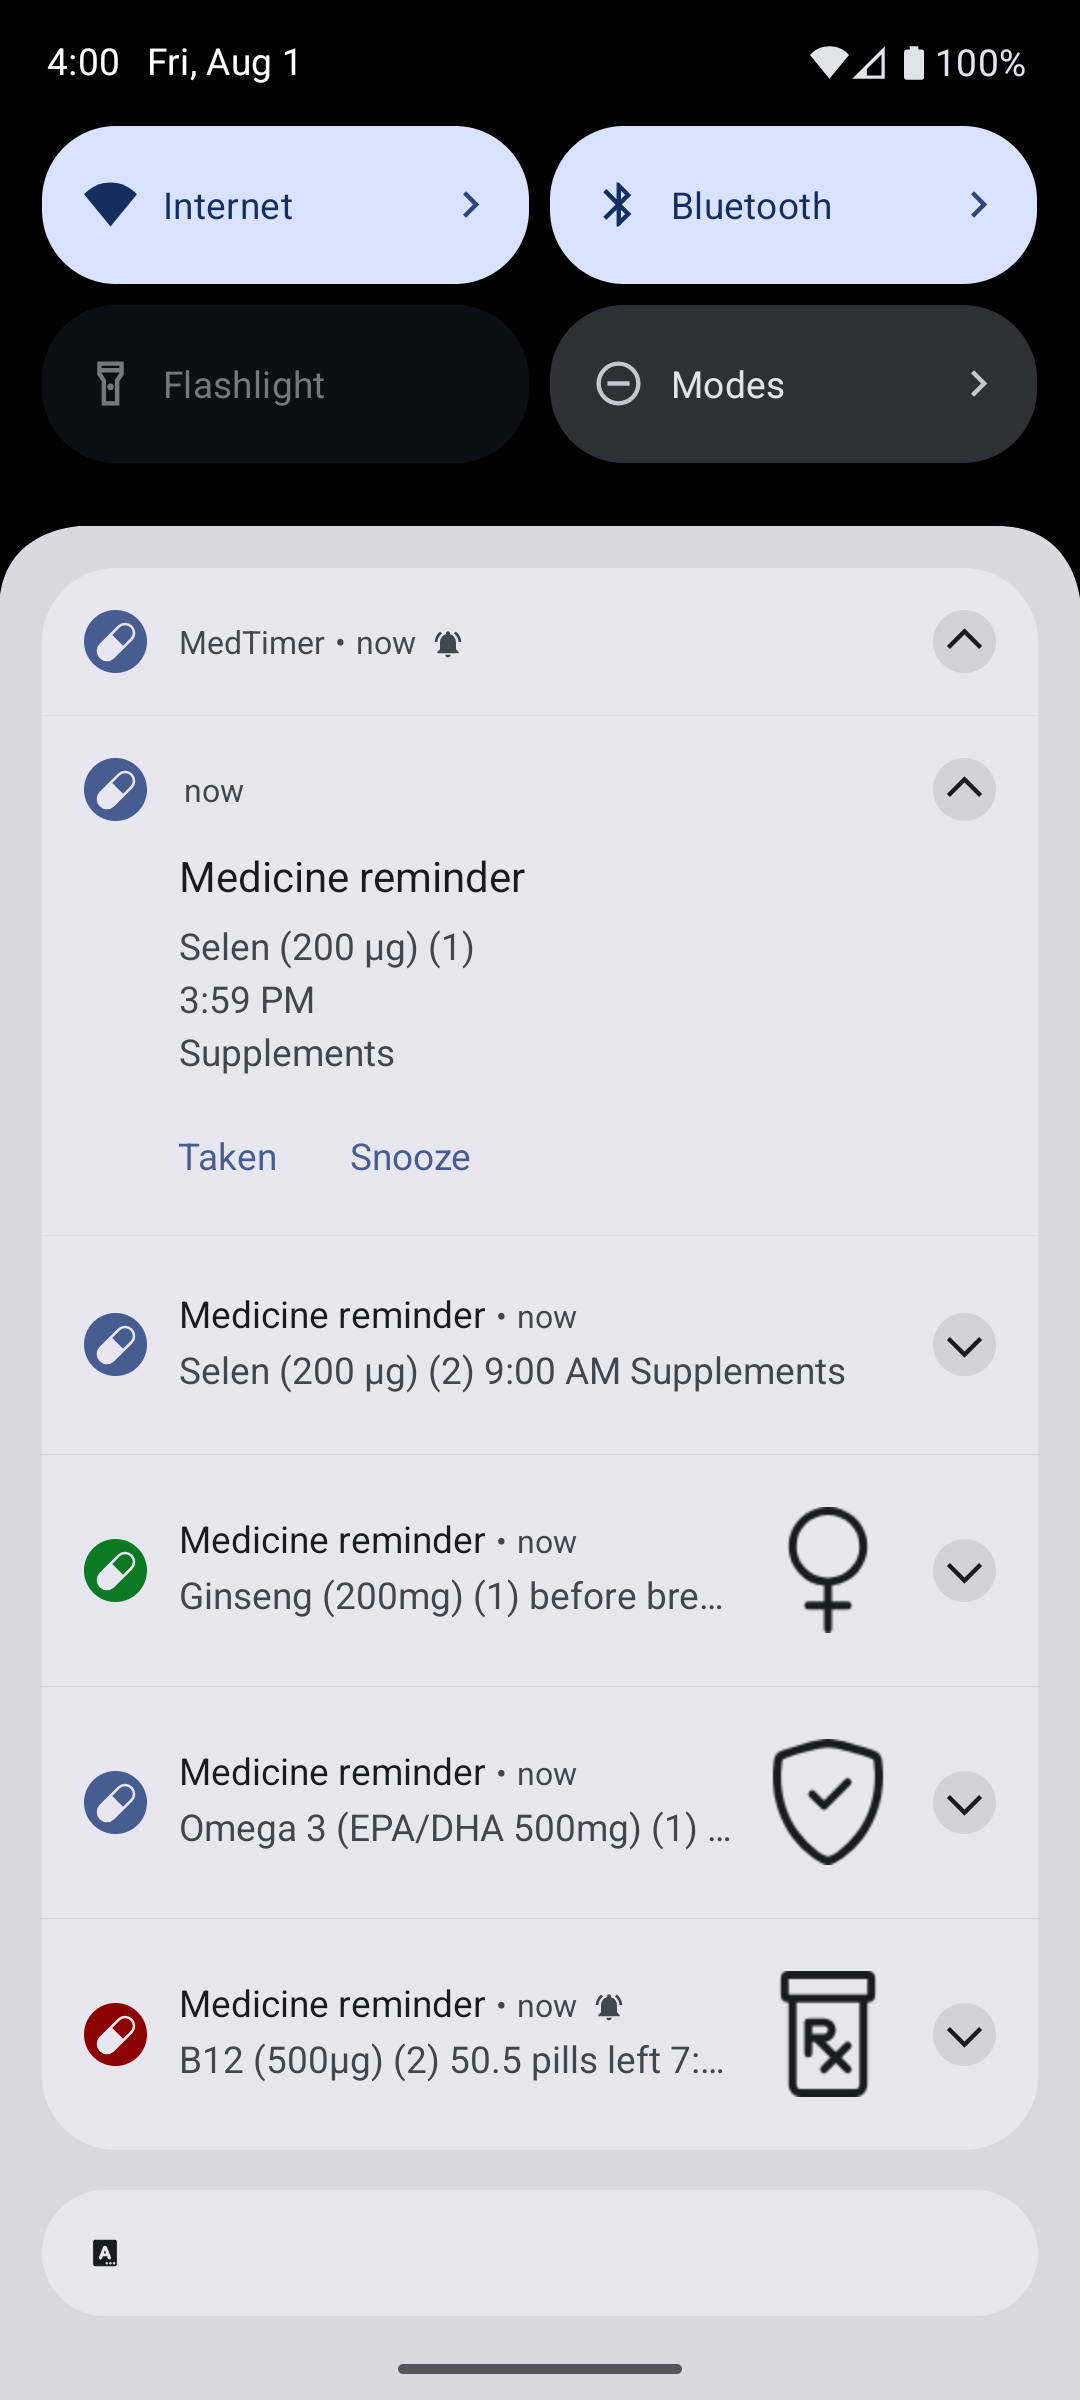 4:00 Fri, Aug 1 100%
Internet
Bluetooth
Flashlight
Modes
MedTimer • now
now
Medicine reminder
Selen (200 µg) (1)
3:59 PM
Supplements
Taken Snooze
Medicine reminder • now
Selen (200 µg) (2) 9:00 AM Supplements
Medicine reminder • now
Ginseng (200mg) (1) before bre…
Medicine reminder • now
Omega 3 (EPA/DHA 500mg) (1) …
Medicine reminder • now
B12 (500µg) (2) 50.5 pills left 7:…
Rx
A